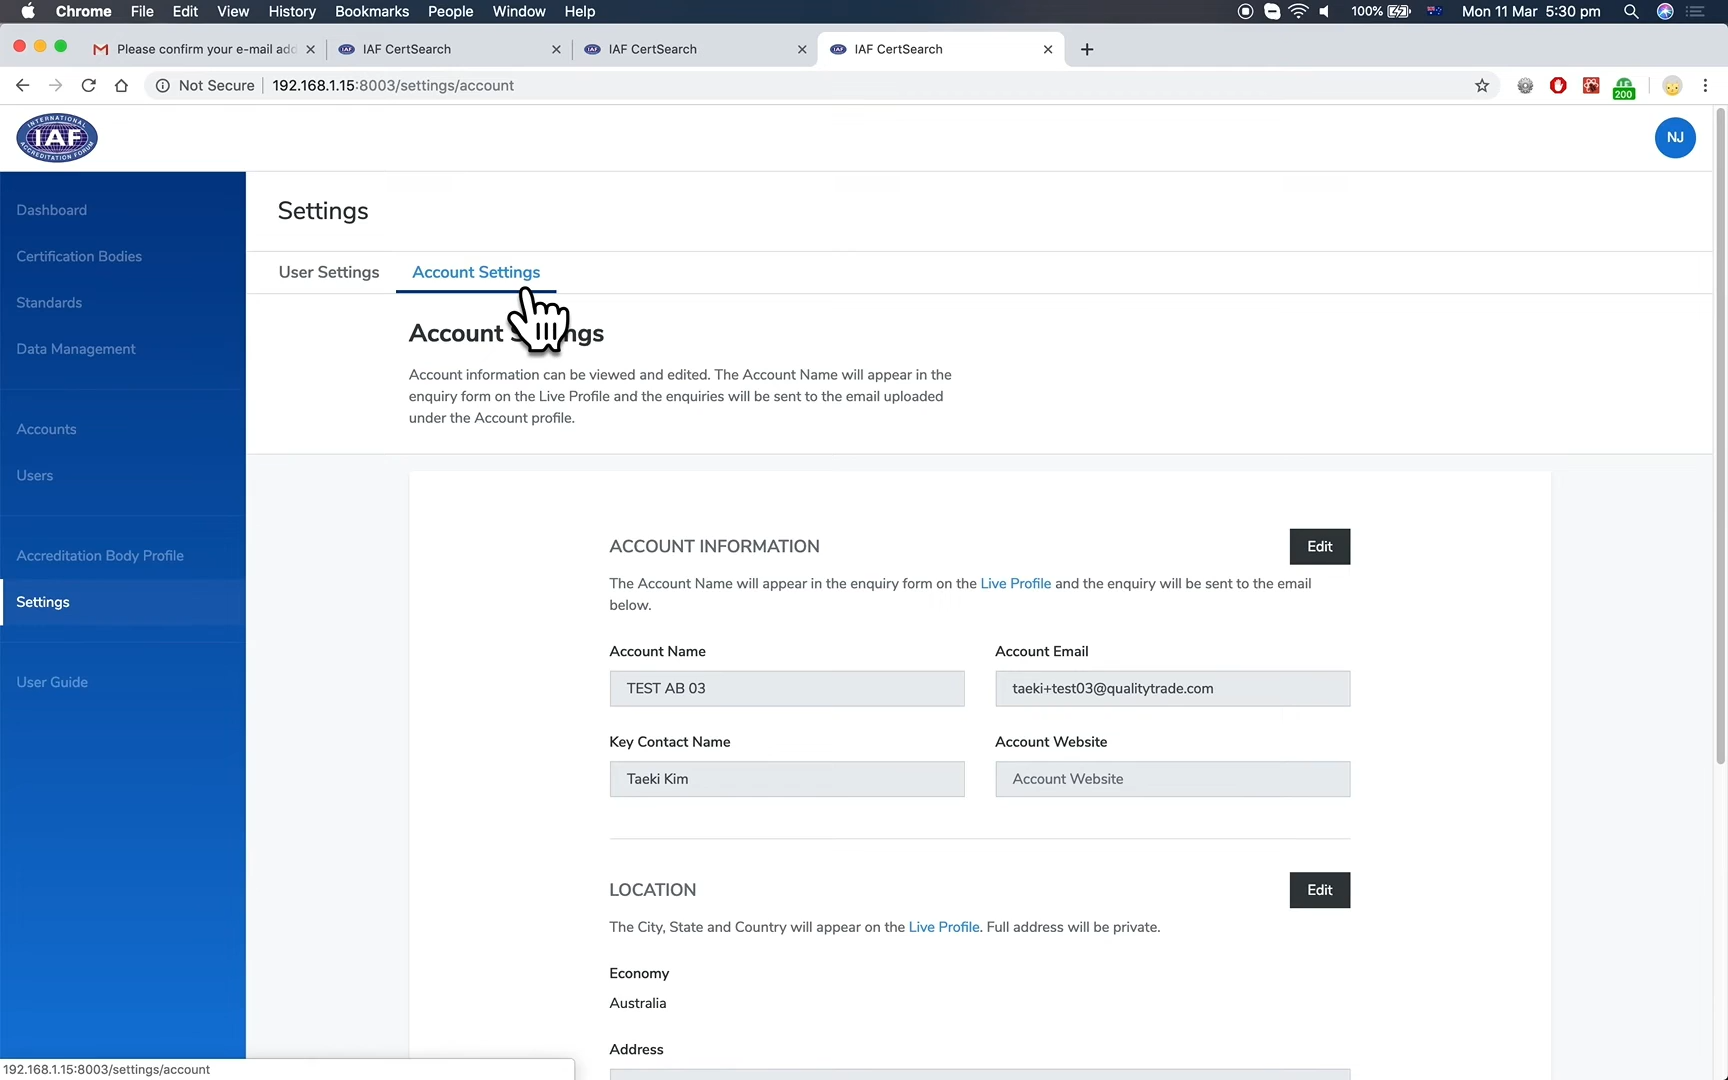 Chrome File Edit View History Bookmarks People Window Help 100% Mon 11 Mar 5:30 pm
Please confirm your e-mail add
IAF CertSearch
IAF CertSearch
IAF CertSearch
Not Secure 192.168.1.15:8003/settings/account
200
INTERNATIONAL
IAF
ACCREDITATION FORUM
NJ
Dashboard
Certification Bodies
Standards
Data Management
Accounts
Users
Accreditation Body Profile
Settings
User Guide
Settings
User Settings Account Settings
Account S ngs
Account information can be viewed and edited. The Account Name will appear in the
enquiry form on the Live Profile and the enquiries will be sent to the email uploaded
under the Account profile.
ACCOUNT INFORMATION
Edit
The Account Name will appear in the enquiry form on the Live Profile and the enquiry will be sent to the email
below.
Account Name
Account Email
TEST AB 03
taeki+test03@qualitytrade.com
Key Contact Name
Account Website
Taeki Kim
Account Website
LOCATION
Edit
The City, State and Country will appear on the Live Profile. Full address will be private.
Economy
Australia
Address
192.168.1.15:8003/settings/account